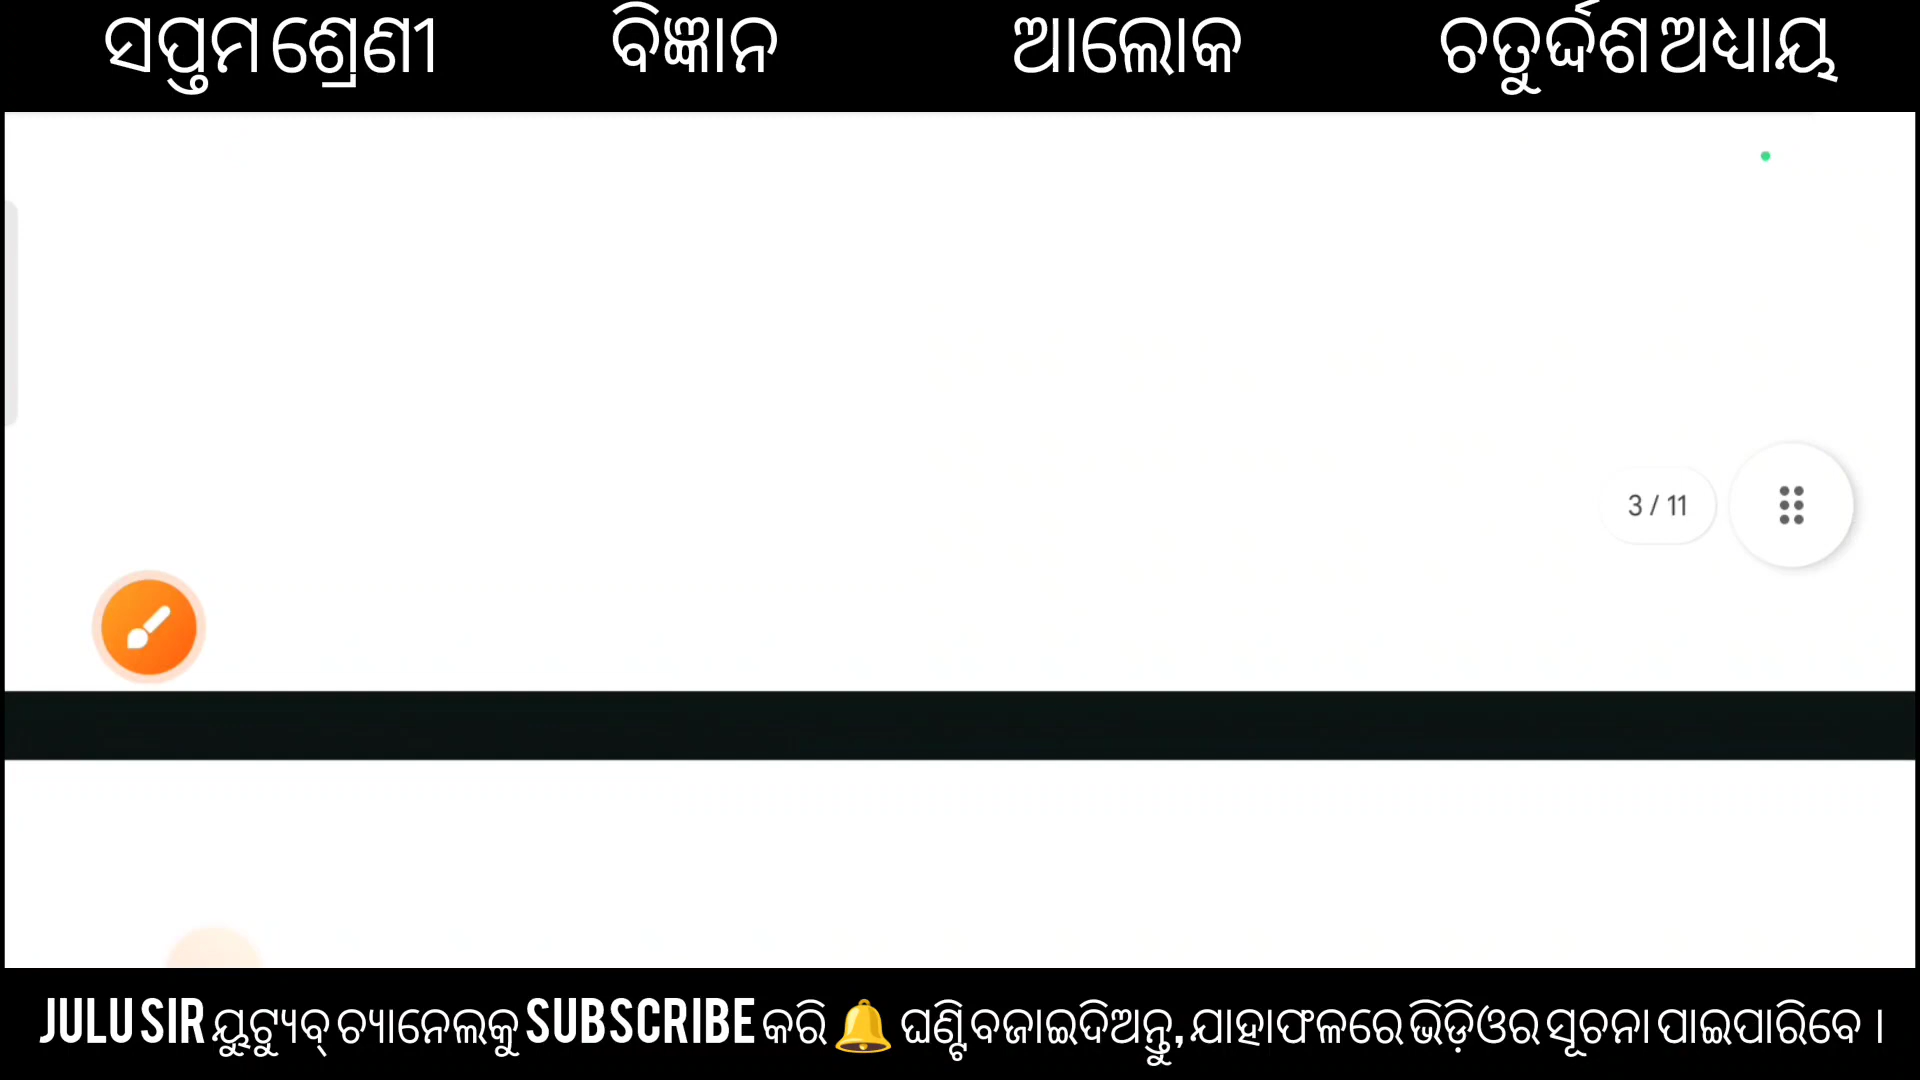 ସପ୍ତମ ଶ୍ରେଣୀ ବିଜ୍ଞାନ ଆଲୋକ ଚତୁର୍ଦ୍ଦଶ ଅଧ୍ୟାୟ
3 / 11
JULU SIR ୟୁଟ୍ୟୁବ୍ ଚ୍ୟାନେଲକୁ SUBSCRIBE କରି 🔔 ଘଣ୍ଟି ବଜାଇଦିଅନ୍ତୁ, ଯାହାଫଳରେ ଭିଡ଼ିଓର ସୂଚନା ପାଇପାରିବେ ।